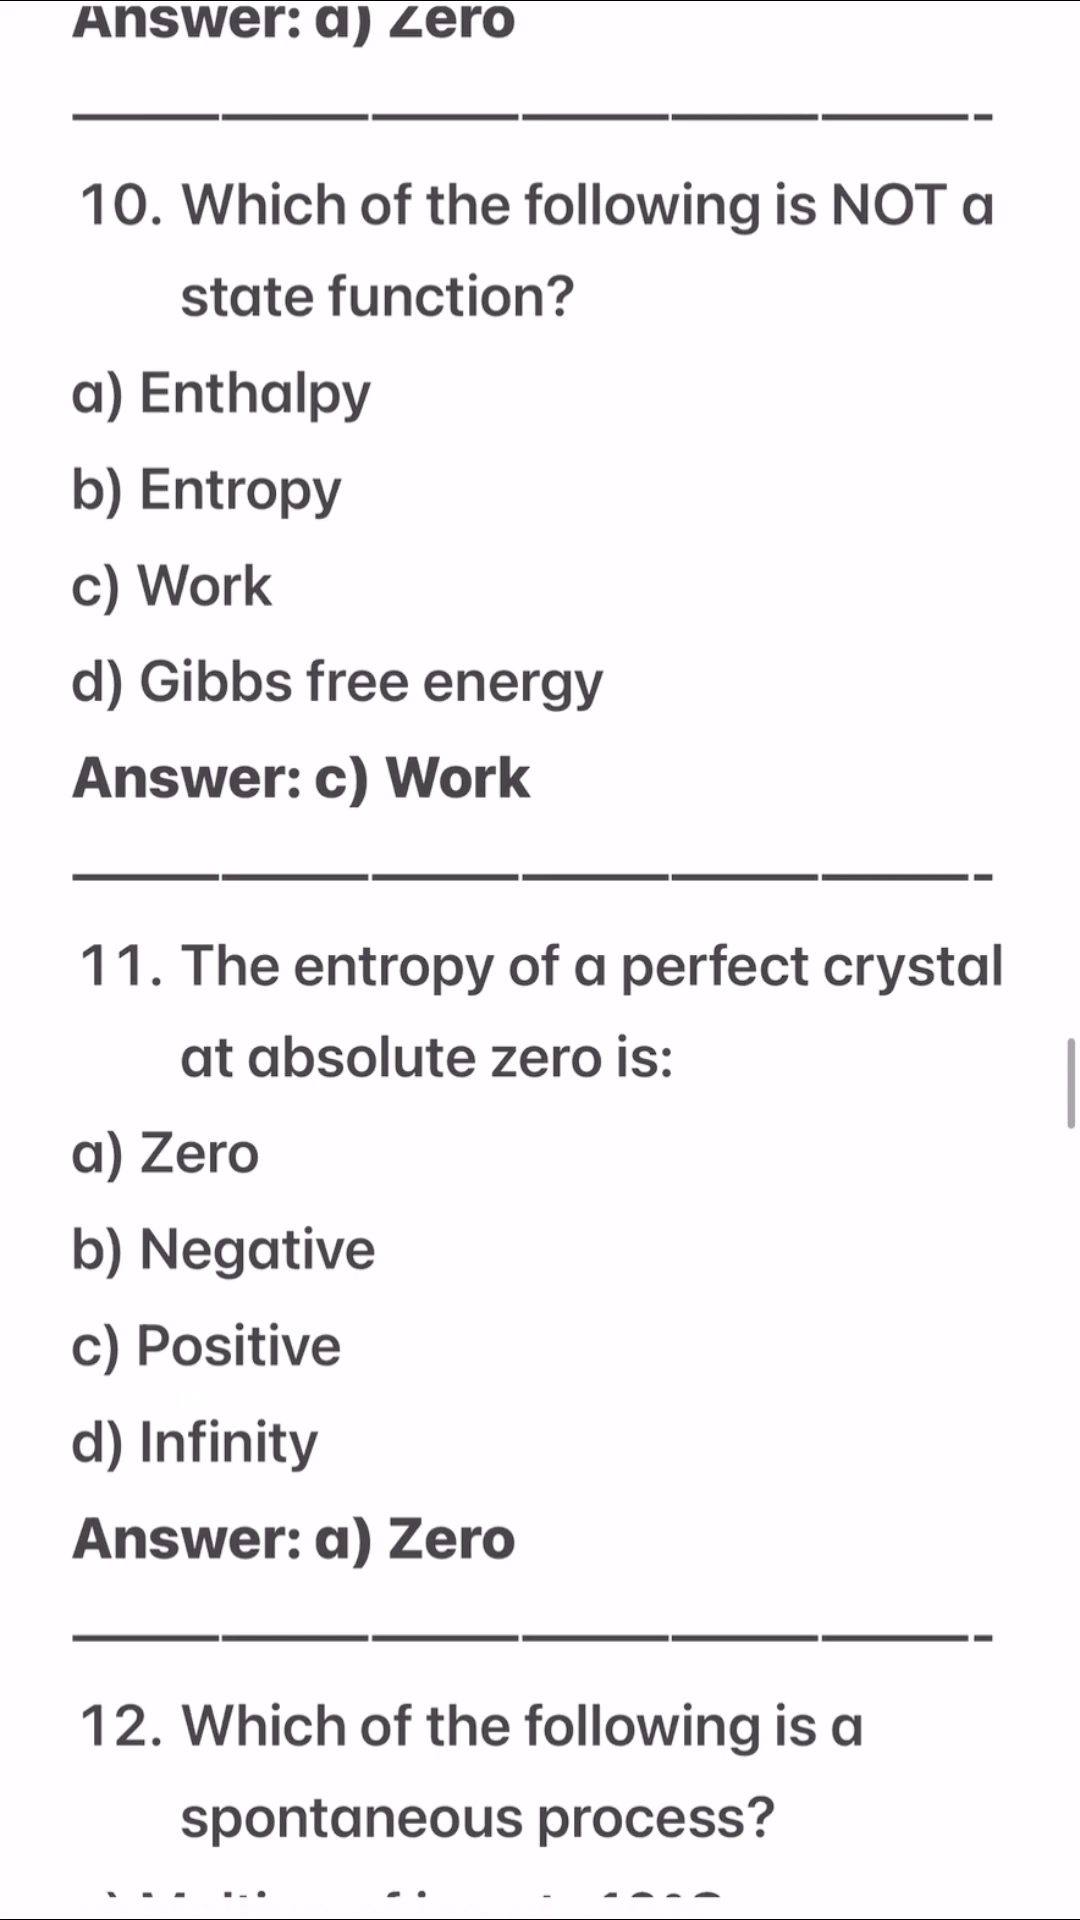 Answer: a) Zero
——————-
10. Which of the following is NOT a
state function?
a) Enthalpy
b) Entropy
c) Work
d) Gibbs free energy
Answer: c) Work
——————-
11. The entropy of a perfect crystal
at absolute zero is:
a) Zero
b) Negative
c) Positive
d) Infinity
Answer: a) Zero
——————-
12. Which of the following is a
spontaneous process?